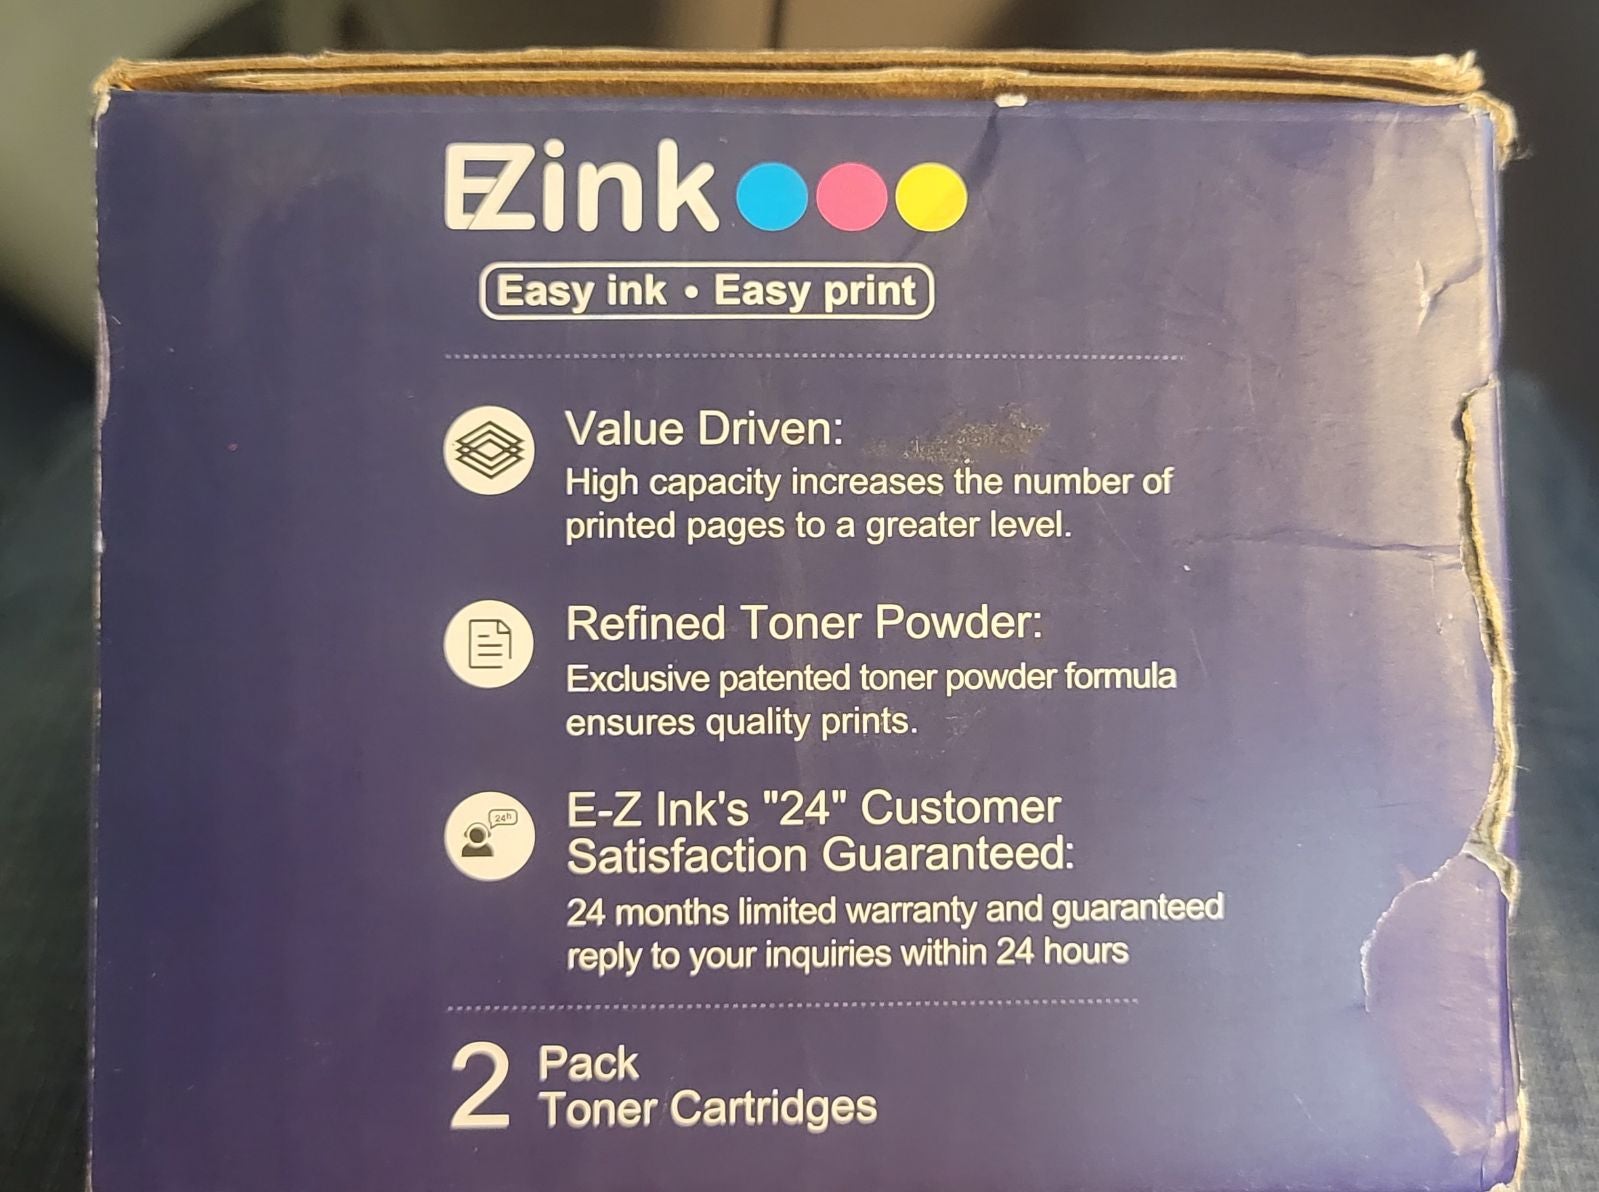 EZink
Easy ink • Easy print
Value Driven:
High capacity increases the number of
printed pages to a greater level.
Refined Toner Powder:
Exclusive patented toner powder formula
ensures quality prints.
24h
E-Z Ink's "24" Customer
Satisfaction Guaranteed:
24 months limited warranty and guaranteed
reply to your inquiries within 24 hours
2 Pack
Toner Cartridges